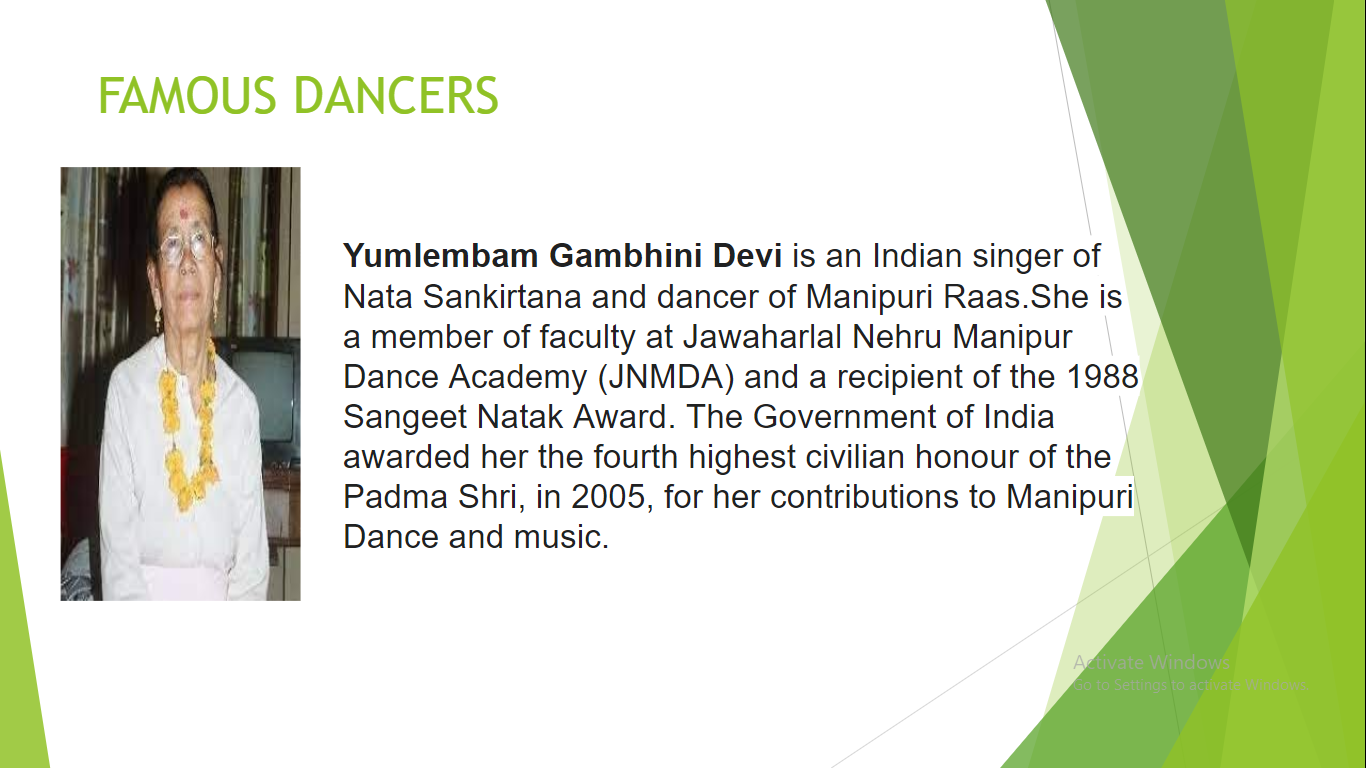 FAMOUS DANCERS
Yumlembam Gambhini Devi is an Indian singer of
Nata Sankirtana and dancer of Manipuri Raas.She is
a member of faculty at Jawaharlal Nehru Manipur
Dance Academy (JNMDA) and a recipient of the 1988
Sangeet Natak Award. The Government of India
awarded her the fourth highest civilian honour of the
Padma Shri, in 2005, for her contributions to Manipuri
Dance and music.
Activate Windows
Go to Settings to activate Windows.